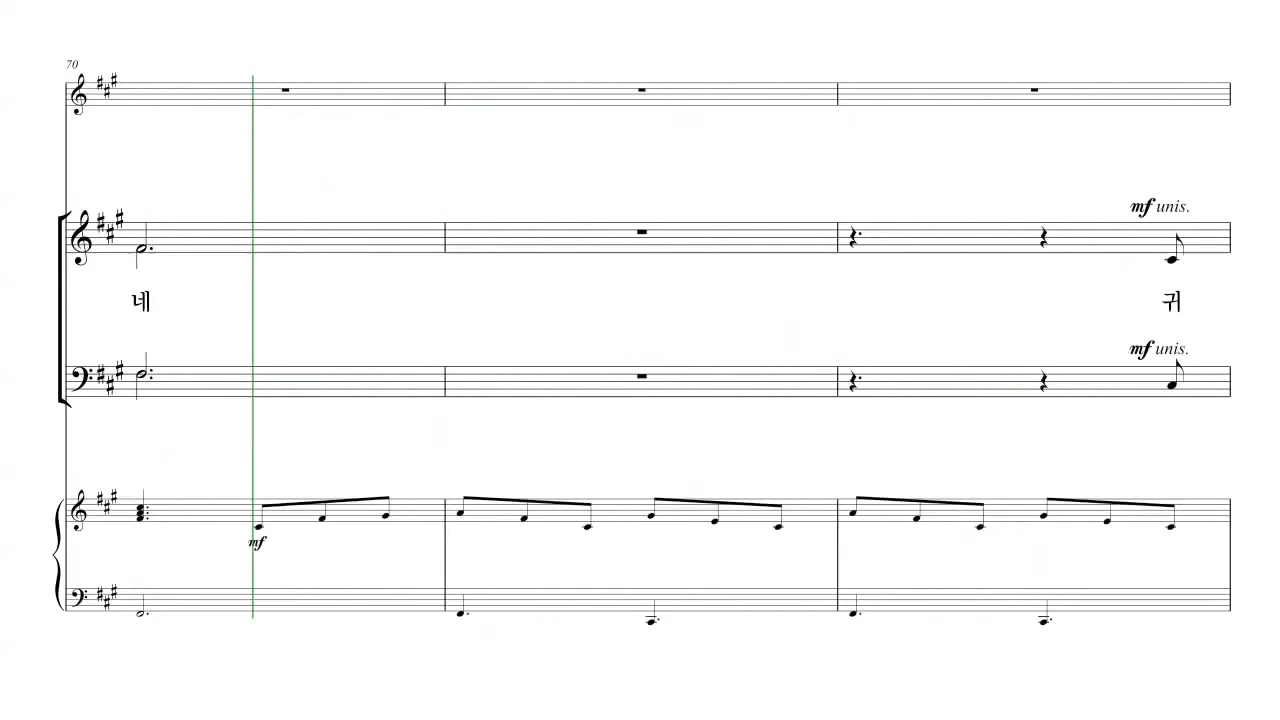 70
mf unis.
네 귀
mf unis.
mf